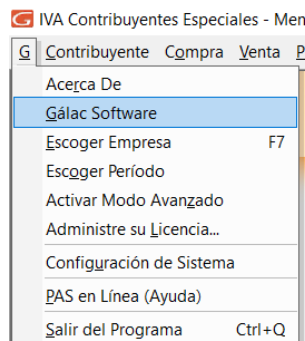 IVA Contribuyentes Especiales - Men
G Contribuyente Compra Venta P
Acerca De
Gálac Software
Escoger Empresa F7
Escoger Período
Activar Modo Avanzado
Administre su Licencia...
Configuración de Sistema
PAS en Línea (Ayuda)
Salir del Programa Ctrl+Q